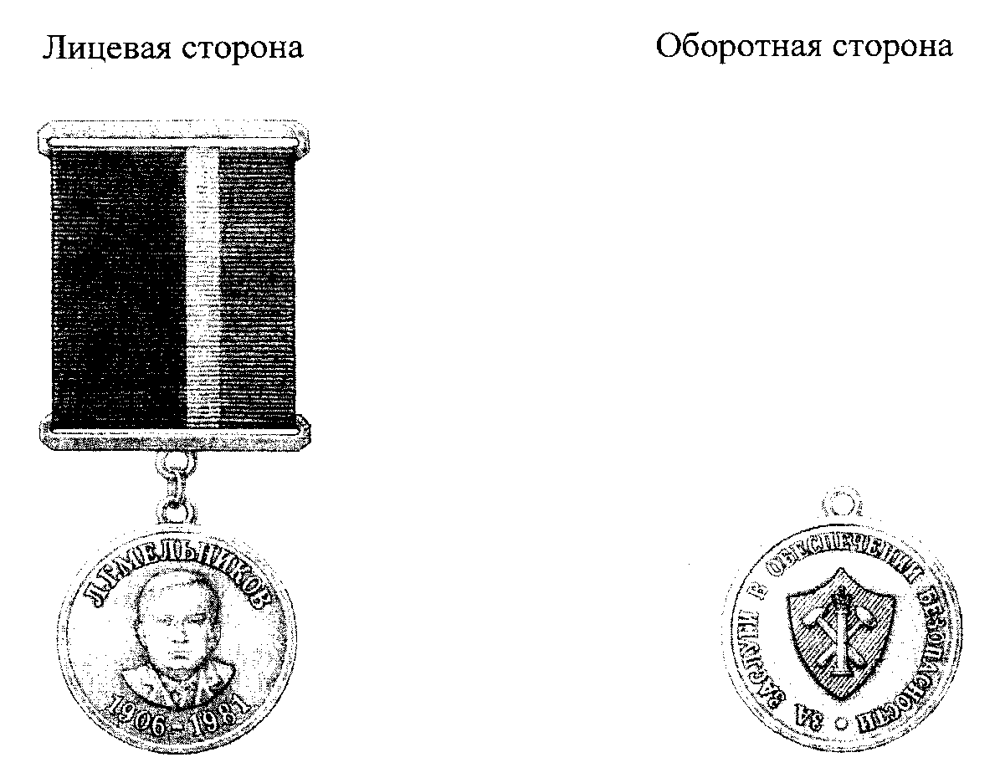 Лицевая сторона
Оборотная сторона
Л.Г.МЕЛЬНИКОВ
1906-1981
ЗА ЗАСЛУГИ В ОБЕСПЕЧЕНИИ БЕЗОПАСНОСТИ